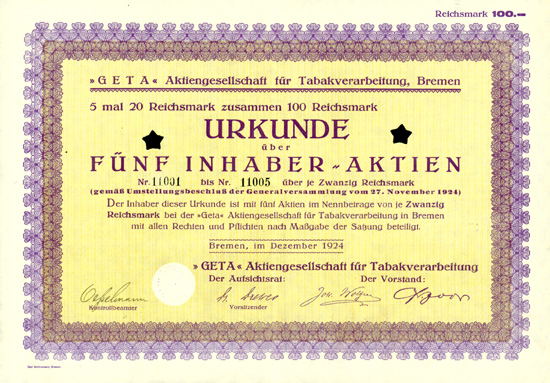 Reichsmark 100.—
»GETA« Aktiengesellschaft für Tabakverarbeitung, Bremen
5 mal 20 Reichsmark zusammen 100 Reichsmark
URKUNDE
über
FÜNF INHABER-AKTIEN
Nr. 11001 bis Nr. 11005 über je Zwanzig Reichsmark
(gemäß Umstellungsbeschluß der Generalversammlung vom 27. November 1924)
Der Inhaber dieser Urkunde ist mit fünf Aktien im Nennbetrage von je Zwanzig
Reichsmark bei der »Geta« Aktiengesellschaft für Tabakverarbeitung in Bremen
mit allen Rechten und Pflichten nach Maßgabe der Satzung beteiligt.
Bremen, im Dezember 1924
»GETA« Aktiengesellschaft für Tabakverarbeitung
Der Aufsichtsrat: Der Vorstand:
Kontrollbeamter
Vorsitzender